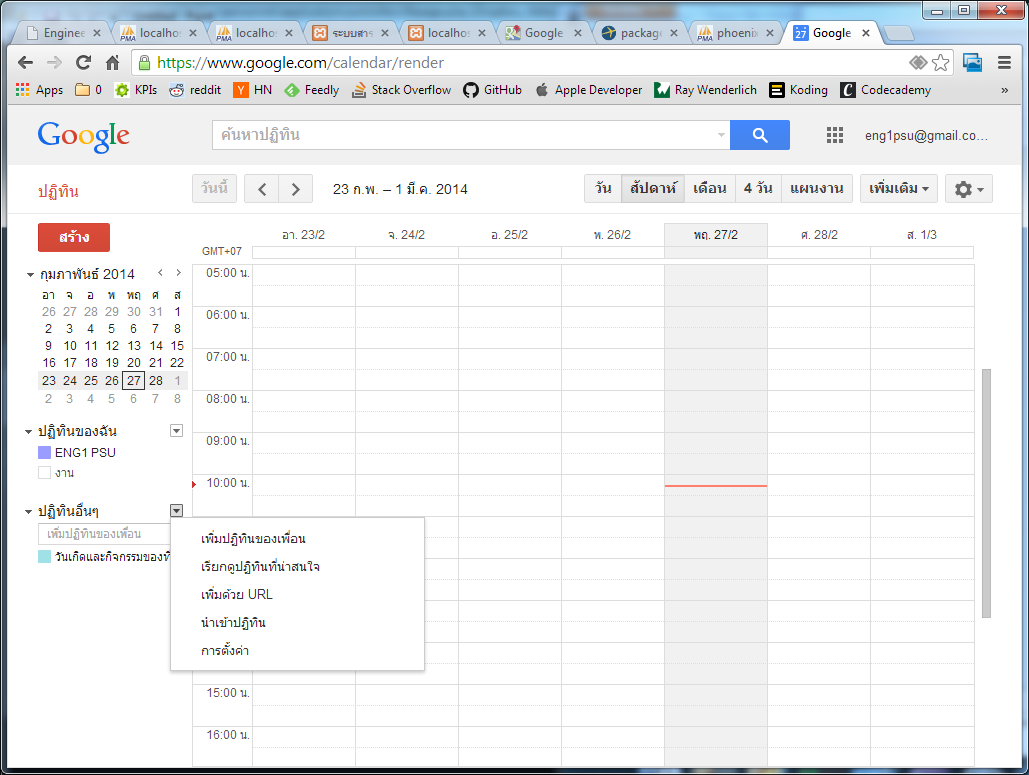 Enginee
localhos
localhos
ระบบสาร
localhos
Google
package
phoenix
Google
https://www.google.com/calendar/render
Apps
0
KPIs
reddit
HN
Feedly
Stack Overflow
GitHub
Apple Developer
Ray Wenderlich
Koding
Codecademy
»
Google
ค้นหาปฏิทิน
eng1psu@gmail.co...
ปฏิทิน
วันนี้
23 ก.พ. – 1 มี.ค. 2014
วัน
สัปดาห์
เดือน
4 วัน
แผนงาน
เพิ่มเติม
สร้าง
กุมภาพันธ์ 2014
อา จ อ พ พฤ ศ ส
26 27 28 29 30 31 1
2 3 4 5 6 7 8
9 10 11 12 13 14 15
16 17 18 19 20 21 22
23 24 25 26 27 28 1
2 3 4 5 6 7 8
ปฏิทินของฉัน
ENG1 PSU
งาน
ปฏิทินอื่นๆ
เพิ่มปฏิทินของเพื่อน
วันเกิดและกิจกรรมของที่
เพิ่มปฏิทินของเพื่อน
เรียกดูปฏิทินที่น่าสนใจ
เพิ่มด้วย URL
นำเข้าปฏิทิน
การตั้งค่า
อา. 23/2
จ. 24/2
อ. 25/2
พ. 26/2
พฤ. 27/2
ศ. 28/2
ส. 1/3
GMT+07
05:00 น.
06:00 น.
07:00 น.
08:00 น.
09:00 น.
10:00 น.
15:00 น.
16:00 น.